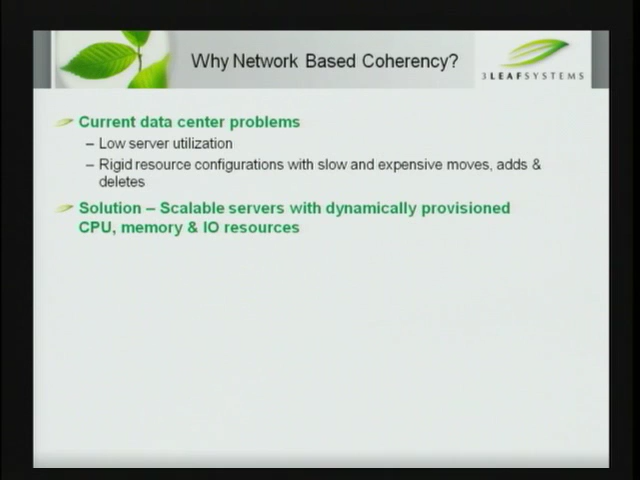 Why Network Based Coherency?
3LEAFSYSTEMS
Current data center problems
– Low server utilization
– Rigid resource configurations with slow and expensive moves, adds &
deletes
Solution – Scalable servers with dynamically provisioned
CPU, memory & IO resources